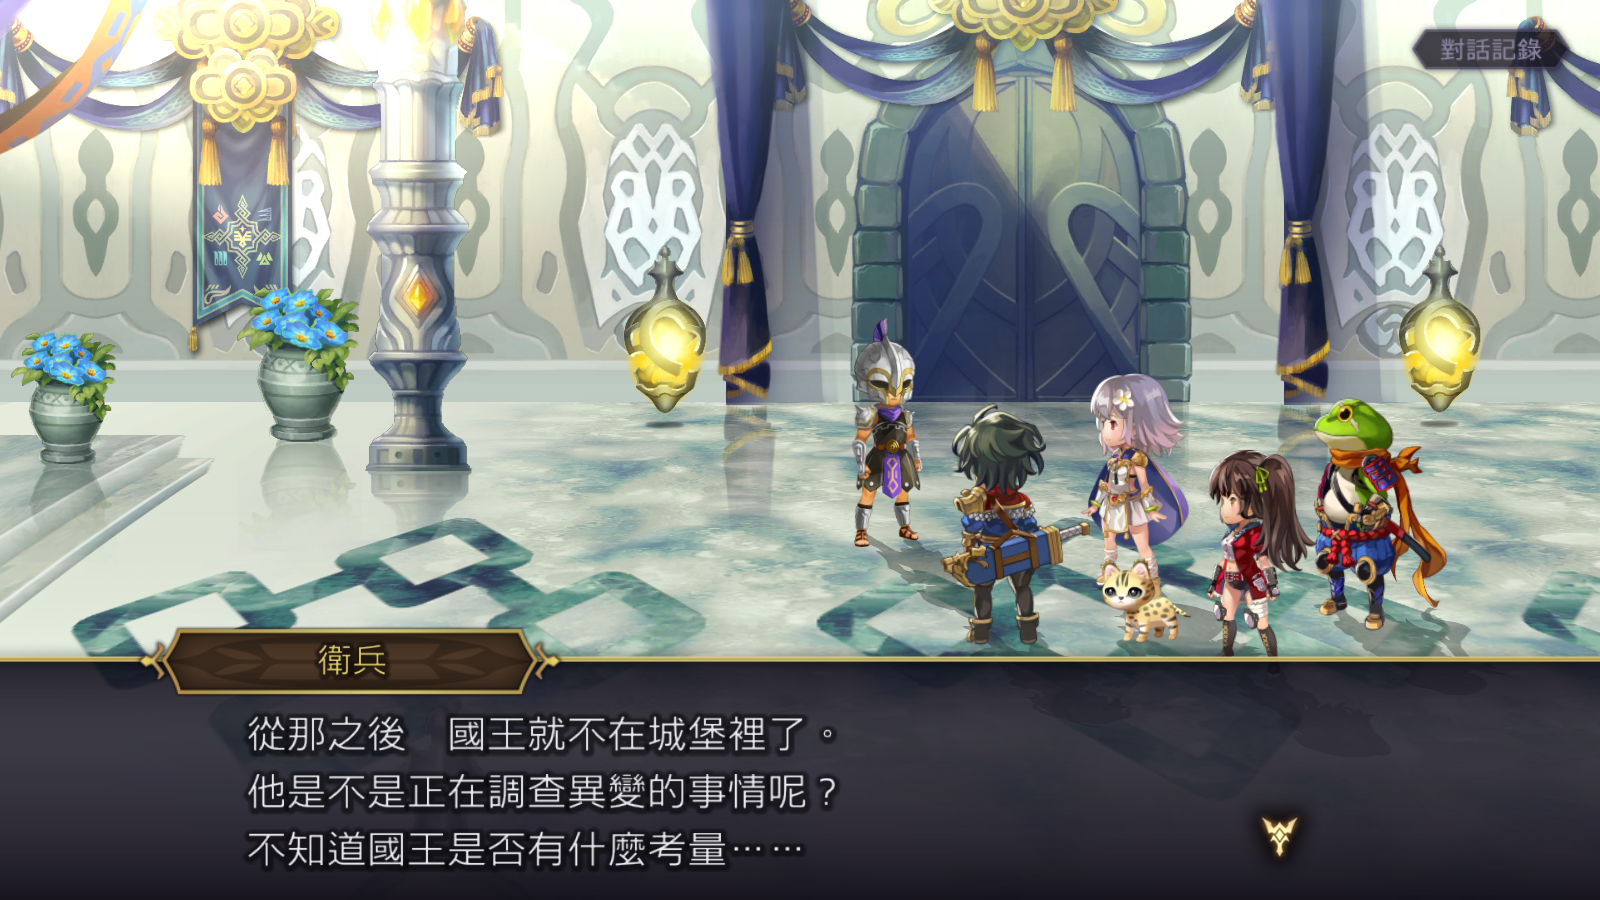 對話記錄
衛兵
從那之後　國王就不在城堡裡了。
他是不是正在調查異變的事情呢？
不知道國王是否有什麼考量……